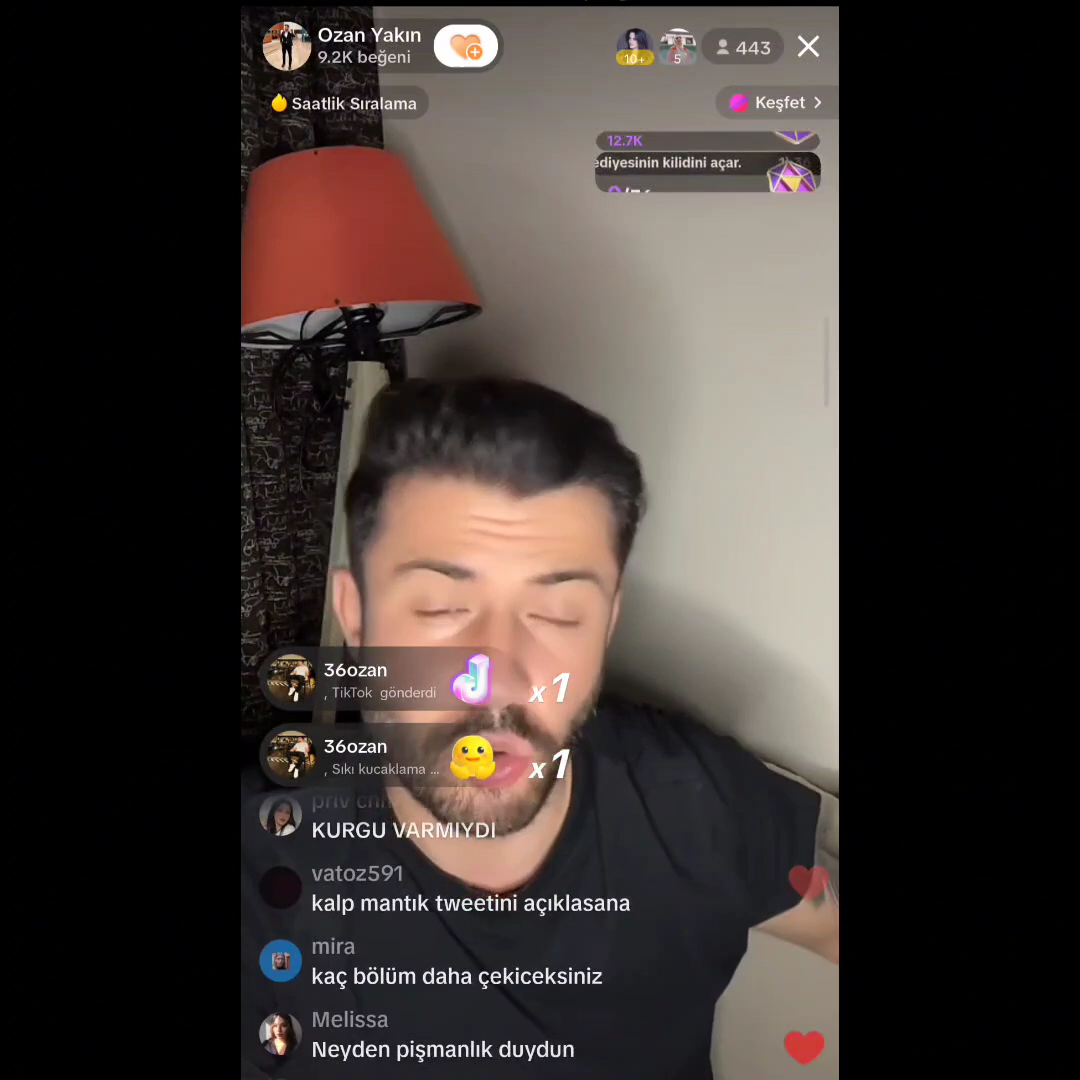 Ozan Yakın
9.2K beğeni
10+
5
443
Saatlik Sıralama
Keşfet
12.7K
ediyesinin kilidini açar.
36ozan
, TikTok gönderdi
x1
36ozan
, Sıkı kucaklama ...
x1
KURGU VARMIYDI
vatoz591
kalp mantık tweetini açıklasana
mira
kaç bölüm daha çekiceksiniz
Melissa
Neyden pişmanlık duydun